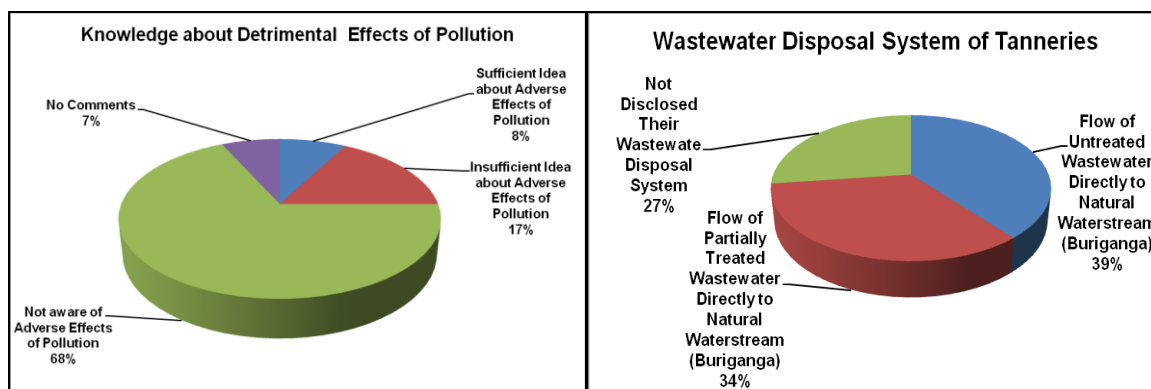 Knowledge about Detrimental Effects of Pollution
Sufficient Idea
about Adverse
Effects of
Pollution
8%
No Comments
7%
Insufficient Idea
about Adverse
Effects of
Pollution
17%
Not aware of
Adverse Effects
of Pollution
68%
Wastewater Disposal System of Tanneries
Not
Disclosed
Their
Wastewate
Disposal
System
27%
Flow of
Untreated
Wastewater
Directly to
Natural
Waterstream
(Buriganga)
39%
Flow of
Partially
Treated
Wastewater
Directly to
Natural
Waterstream
(Buriganga)
34%